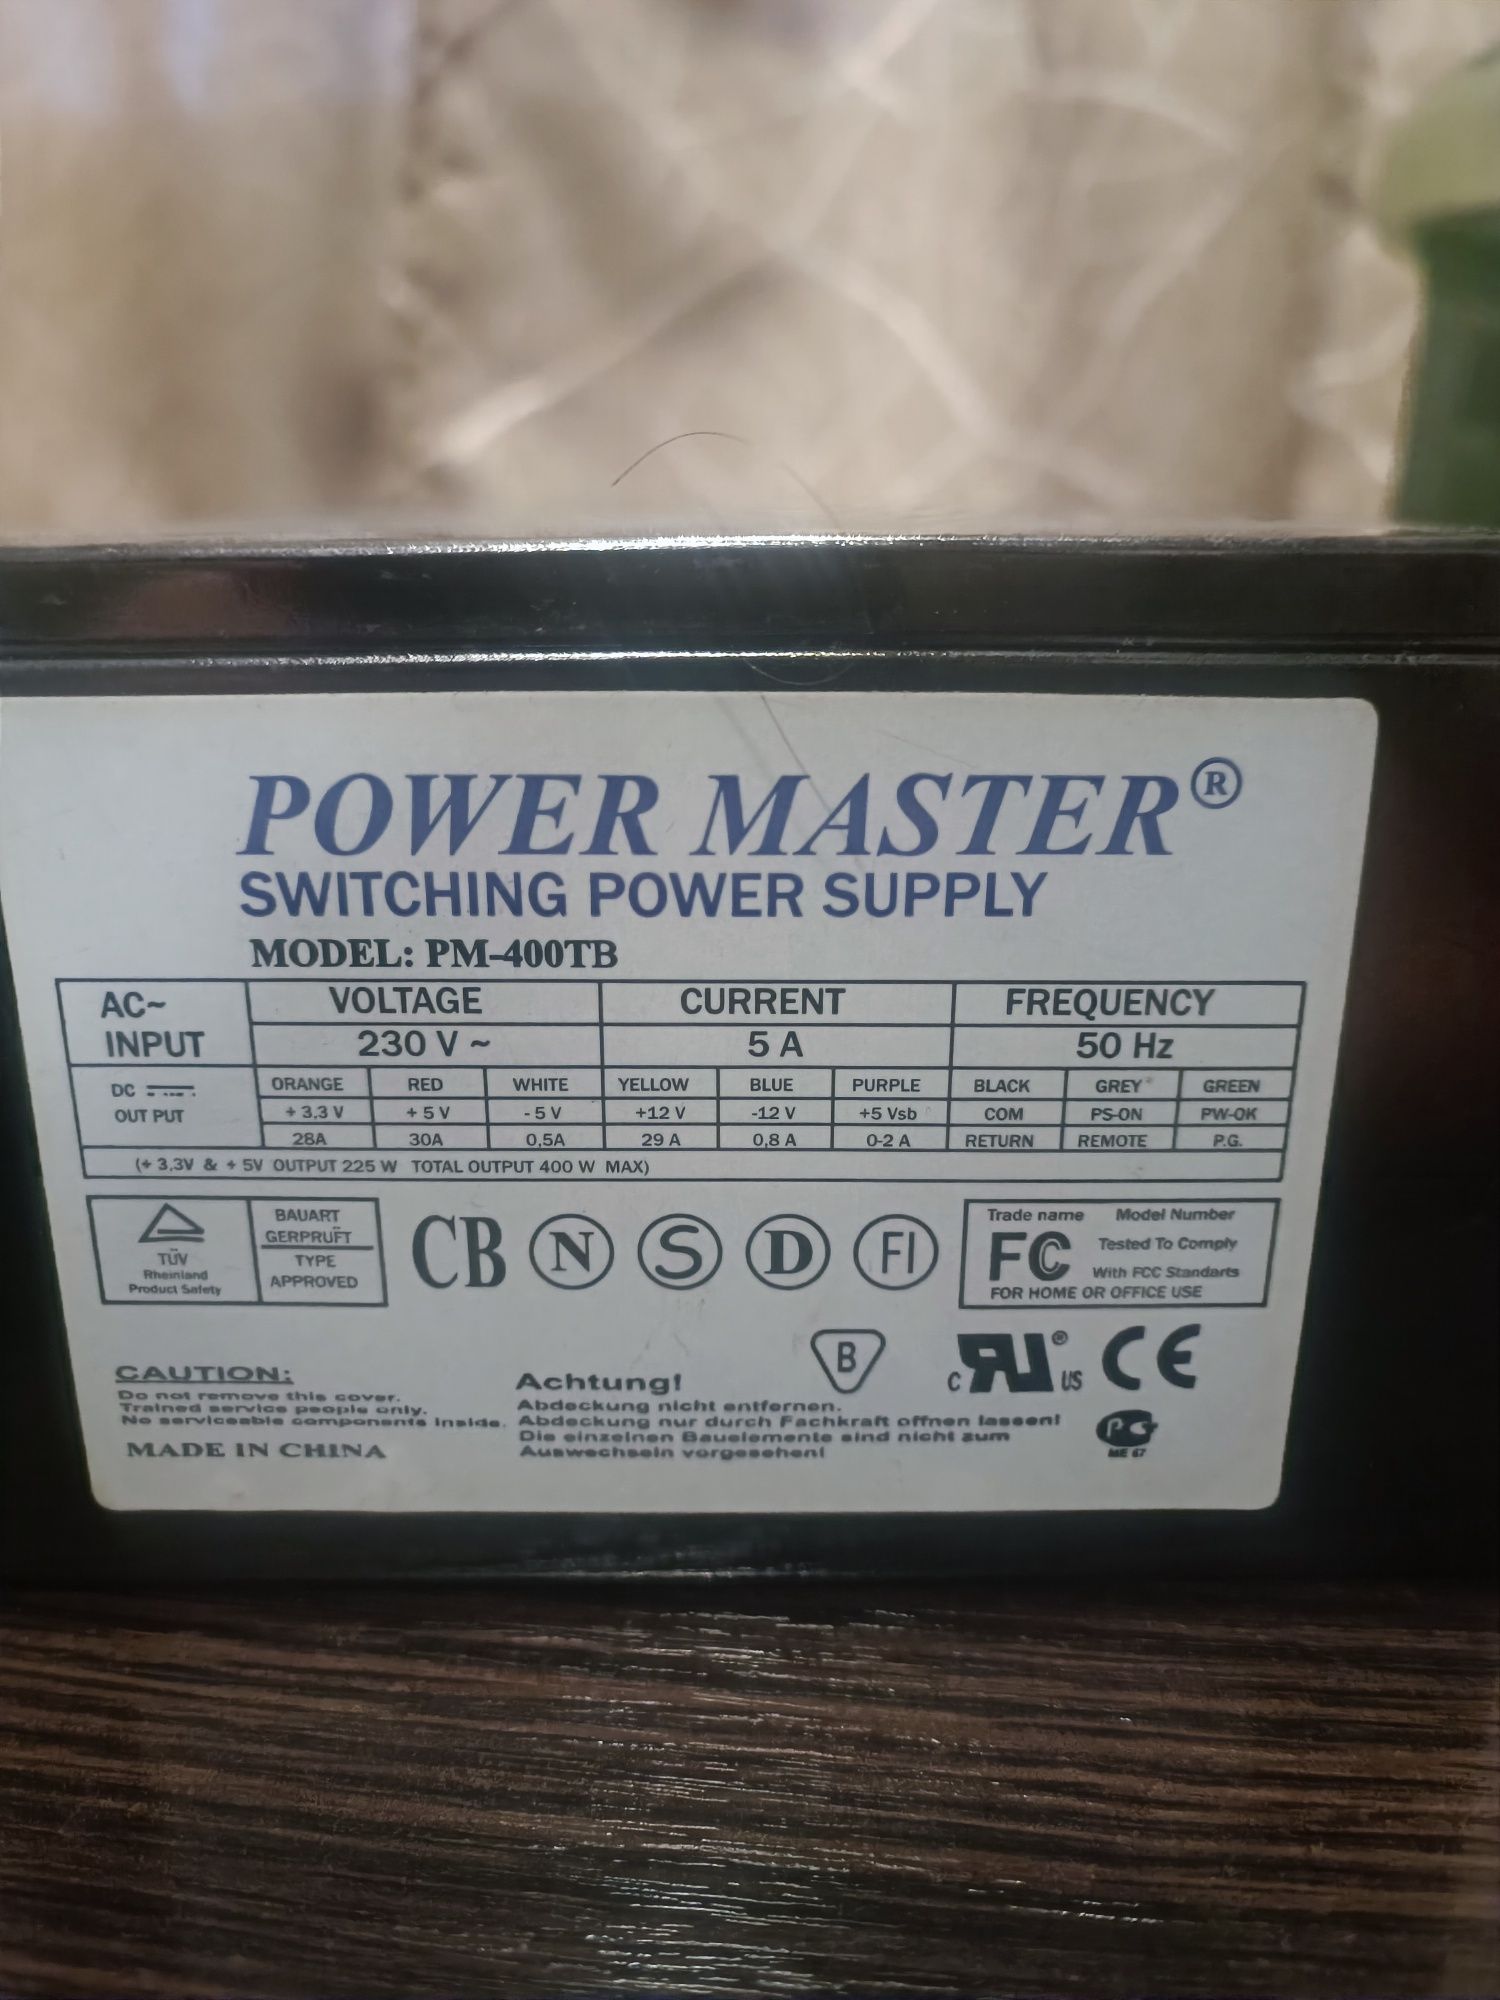 POWER MASTER®
SWITCHING POWER SUPPLY
MODEL: PM-400TB
AC~ INPUT VOLTAGE CURRENT FREQUENCY
230 V ~ 5 A 50 Hz
DC OUT PUT ORANGE RED WHITE YELLOW BLUE PURPLE BLACK GREY GREEN
+ 3,3 V + 5 V - 5 V +12 V -12 V +5 Vsb COM PS-ON PW-OK
28A 30A 0,5A 29 A 0,8 A 0-2 A RETURN REMOTE P.G.
(+ 3,3V & + 5V OUTPUT 225 W TOTAL OUTPUT 400 W MAX)
TÜV
Rheinland
Product Safety
BAUART
GERPRÜFT
TYPE
APPROVED
CB N S D FI
Trade name Model Number
FC Tested To Comply
With FCC Standarts
FOR HOME OR OFFICE USE
B
c RU® US CE
CAUTION:
Do not remove this cover.
Trained service people only.
No serviceable components Inside.
MADE IN CHINA
Achtung!
Abdeckung nicht entfernen.
Abdeckung nur durch Fachkraft offnen lassen!
Die einzelnen Bauelemente sind nicht zum
Auswechseln vorgesehen!
РС
ME 67